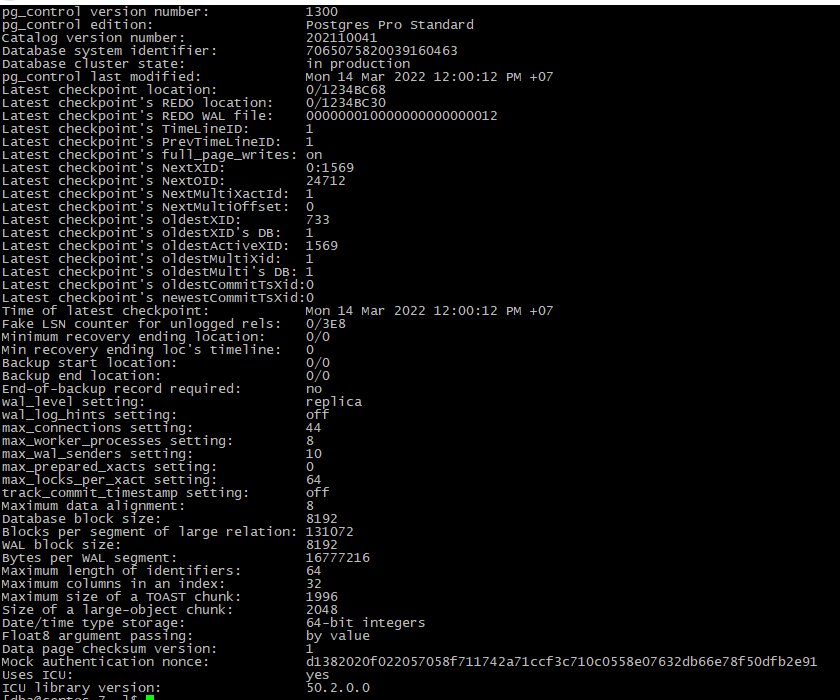 pg_control version number:            1300
pg_control edition:                   Postgres Pro Standard
Catalog version number:               202110041
Database system identifier:           7065075820039160463
Database cluster state:               in production
pg_control last modified:             Mon 14 Mar 2022 12:00:12 PM +07
Latest checkpoint location:           0/1234BC68
Latest checkpoint's REDO location:    0/1234BC30
Latest checkpoint's REDO WAL file:    000000010000000000000012
Latest checkpoint's TimeLineID:       1
Latest checkpoint's PrevTimeLineID:   1
Latest checkpoint's full_page_writes: on
Latest checkpoint's NextXID:          0:1569
Latest checkpoint's NextOID:          24712
Latest checkpoint's NextMultiXactId:  1
Latest checkpoint's NextMultiOffset:  0
Latest checkpoint's oldestXID:        733
Latest checkpoint's oldestXID's DB:   1
Latest checkpoint's oldestActiveXID:  1569
Latest checkpoint's oldestMultiXid:   1
Latest checkpoint's oldestMulti's DB: 1
Latest checkpoint's oldestCommitTsXid:0
Latest checkpoint's newestCommitTsXid:0
Time of latest checkpoint:            Mon 14 Mar 2022 12:00:12 PM +07
Fake LSN counter for unlogged rels:   0/3E8
Minimum recovery ending location:     0/0
Min recovery ending loc's timeline:   0
Backup start location:                0/0
Backup end location:                  0/0
End-of-backup record required:        no
wal_level setting:                    replica
wal_log_hints setting:                off
max_connections setting:              44
max_worker_processes setting:         8
max_wal_senders setting:              10
max_prepared_xacts setting:           0
max_locks_per_xact setting:           64
track_commit_timestamp setting:       off
Maximum data alignment:               8
Database block size:                  8192
Blocks per segment of large relation: 131072
WAL block size:                       8192
Bytes per WAL segment:                16777216
Maximum length of identifiers:        64
Maximum columns in an index:          32
Maximum size of a TOAST chunk:        1996
Size of a large-object chunk:         2048
Date/time type storage:               64-bit integers
Float8 argument passing:              by value
Data page checksum version:           1
Mock authentication nonce:            d1382020f022057058f711742a71ccf3c710c0558e07632db66e78f50dfb2e91
Uses ICU:                             yes
ICU library version:                  50.2.0.0